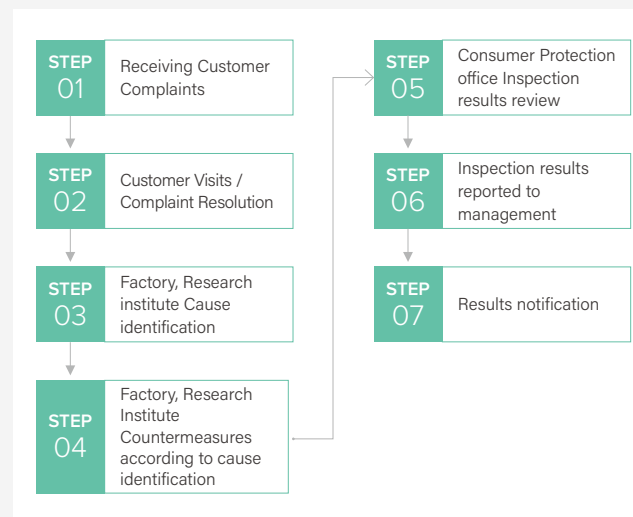 STEP
01
Receiving Customer
Complaints
STEP
02
Customer Visits /
Complaint Resolution
STEP
03
Factory, Research
institute Cause
identification
STEP
04
Factory, Research
Institute
Countermeasures
according to cause
identification
STEP
05
Consumer Protection
office Inspection
results review
STEP
06
Inspection results
reported to
management
STEP
07
Results notification